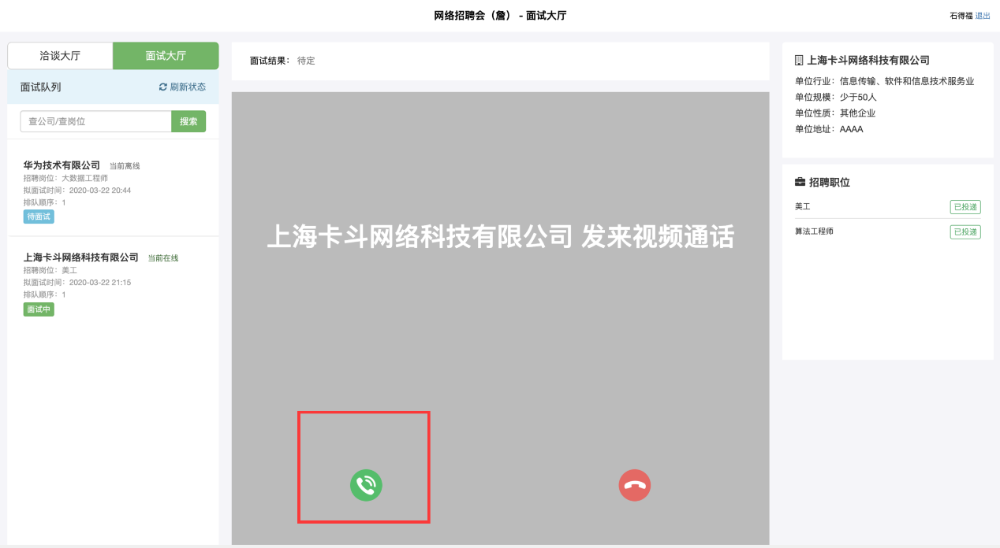 网络招聘会（詹） - 面试大厅
石得福 退出
洽谈大厅
面试大厅
面试队列
刷新状态
查公司/查岗位
搜索
华为技术有限公司 当前离线
招聘岗位：大数据工程师
拟面试时间：2020-03-22 20:44
排队顺序：1
待面试
上海卡斗网络科技有限公司 当前在线
招聘岗位：美工
拟面试时间：2020-03-22 21:15
排队顺序：1
面试中
面试结果： 待定
上海卡斗网络科技有限公司 发来视频通话
上海卡斗网络科技有限公司
单位行业：信息传输、软件和信息技术服务业
单位规模：少于50人
单位性质：其他企业
单位地址：AAAA
招聘职位
美工 已投递
算法工程师 已投递